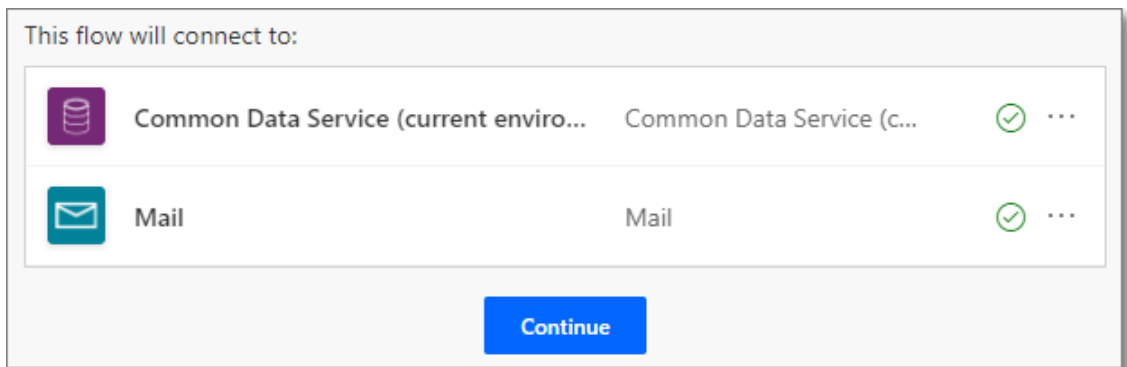 This flow will connect to:
Common Data Service (current enviro... Common Data Service (c...
Mail Mail
Continue